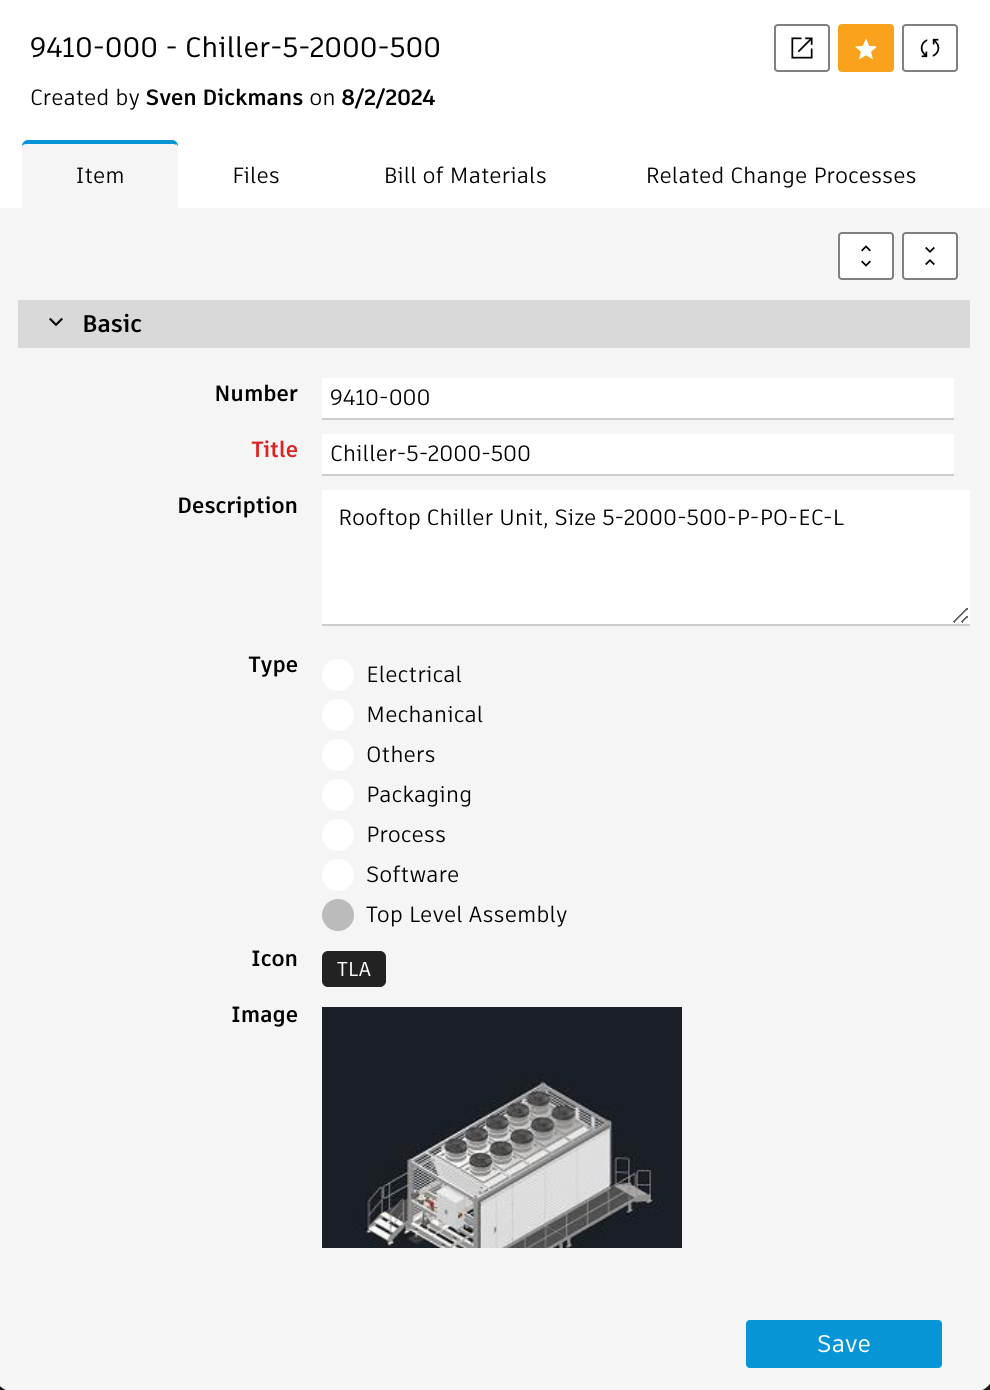 9410-000 - Chiller-5-2000-500
Created by Sven Dickmans on 8/2/2024
Item Files Bill of Materials Related Change Processes
Basic
Number 9410-000
Title Chiller-5-2000-500
Description Rooftop Chiller Unit, Size 5-2000-500-P-PO-EC-L
Type Electrical
Mechanical
Others
Packaging
Process
Software
Top Level Assembly
Icon TLA
Image
Save